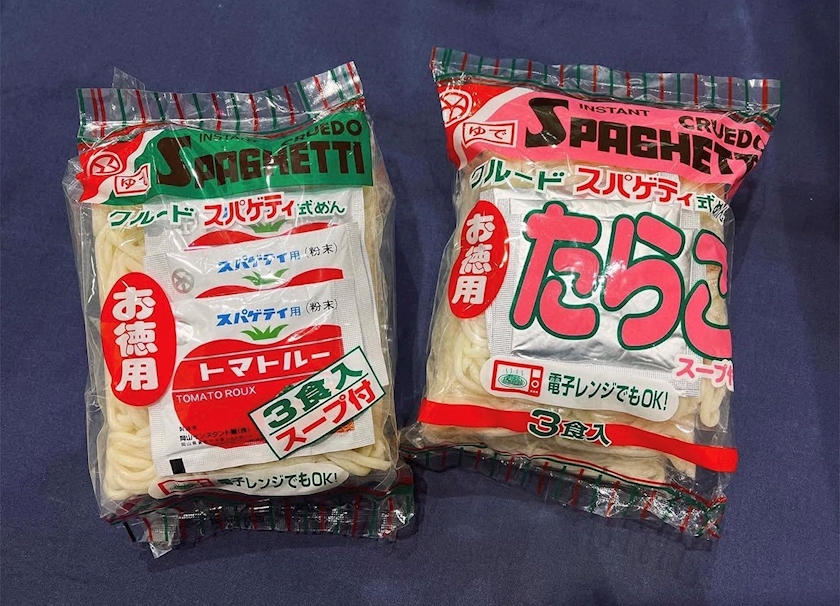 INSTANT CRUEDO
SPAGHETTI
ゆで
クルード スパゲティ式めん
お徳用
スパゲテイ用(粉末)
スパゲテイ用(粉末)
トマトルー
TOMATO ROUX
3食入
スープ付
電子レンジでもOK!
INSTANT CRUEDO
SPAGHETTI
ゆで
クルード スパゲティ式めん
お徳用
たらこ
スープ付
電子レンジでもOK!
3食入